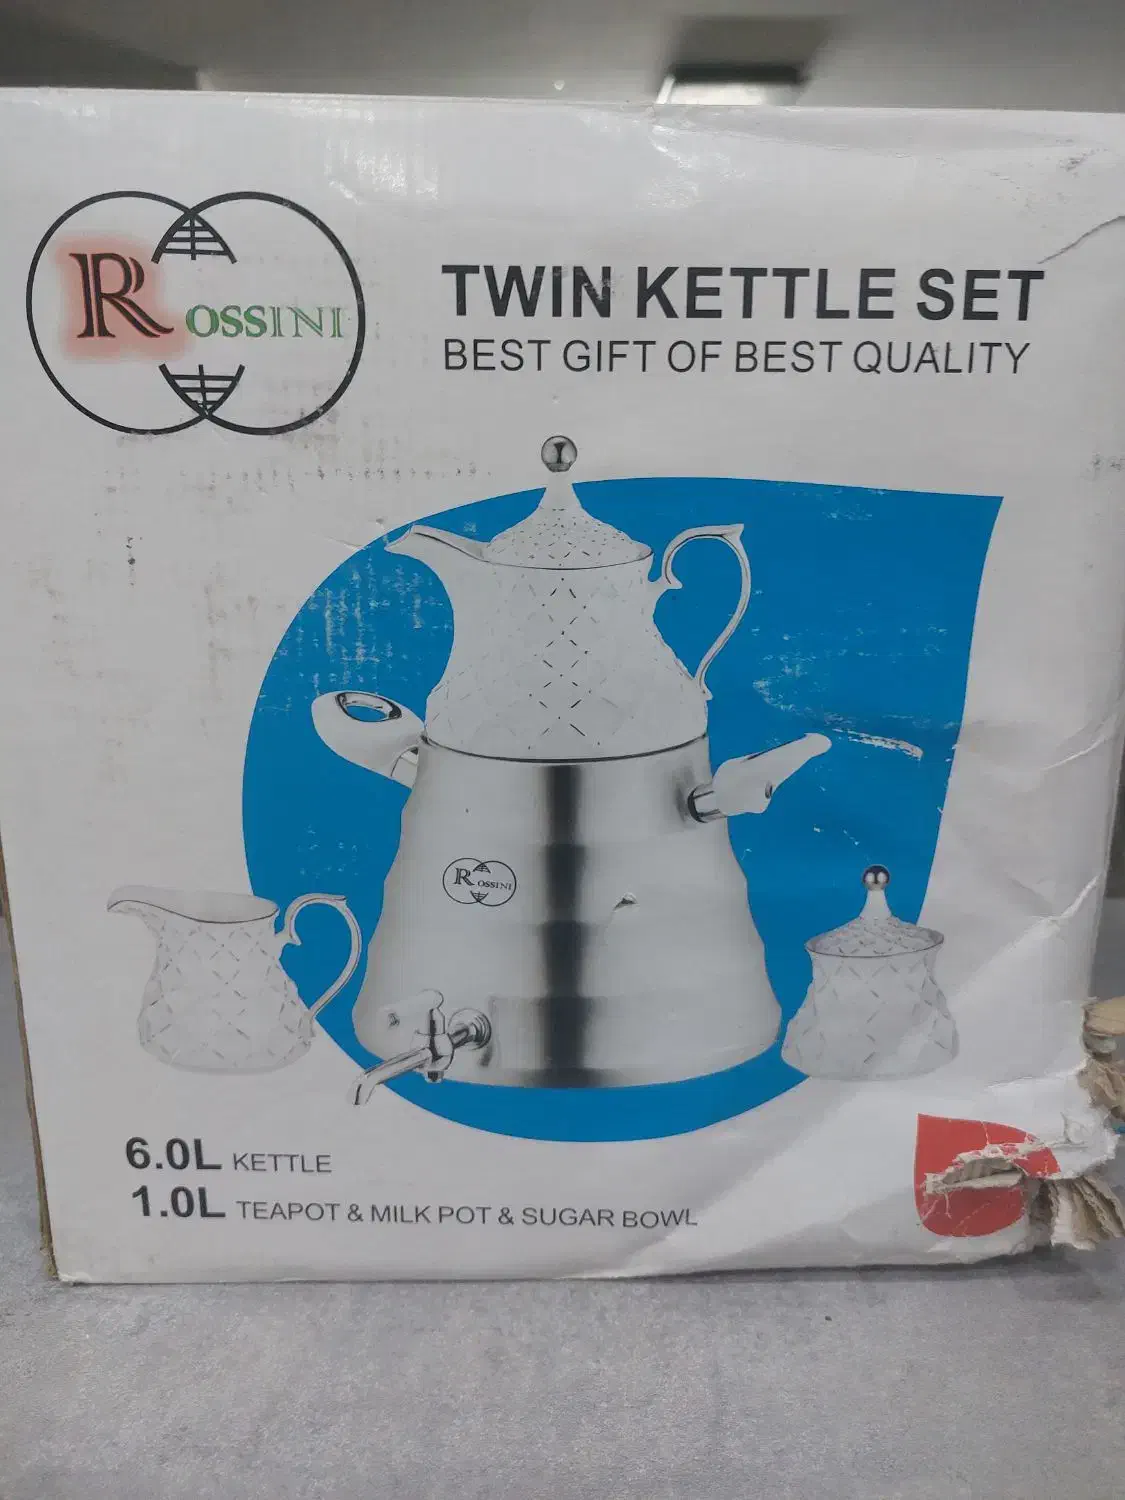 ROSSINI
TWIN KETTLE SET
BEST GIFT OF BEST QUALITY
ROSSINI
6.0L KETTLE
1.0L TEAPOT & MILK POT & SUGAR BOWL